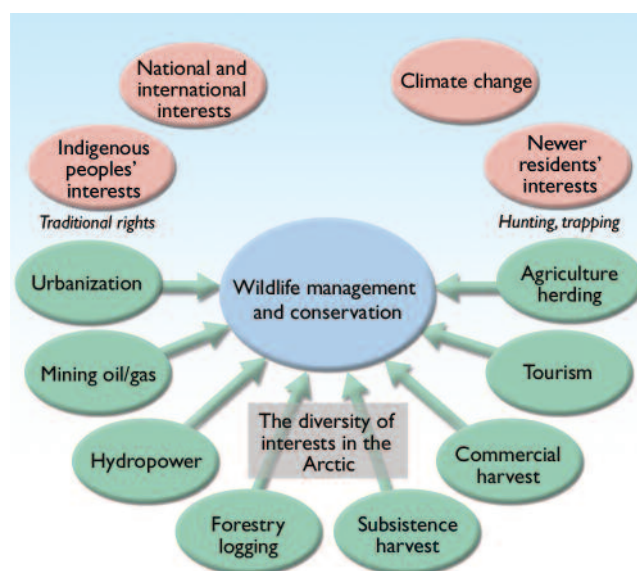 National and
international
interests
Climate change
Indigenous
peoples'
interests
Newer
residents'
interests
Traditional rights
Hunting, trapping
Urbanization
Wildlife management
and conservation
Agriculture
herding
Mining oil/gas
Tourism
The diversity of
interests in the
Arctic
Hydropower
Commercial
harvest
Forestry
logging
Subsistence
harvest